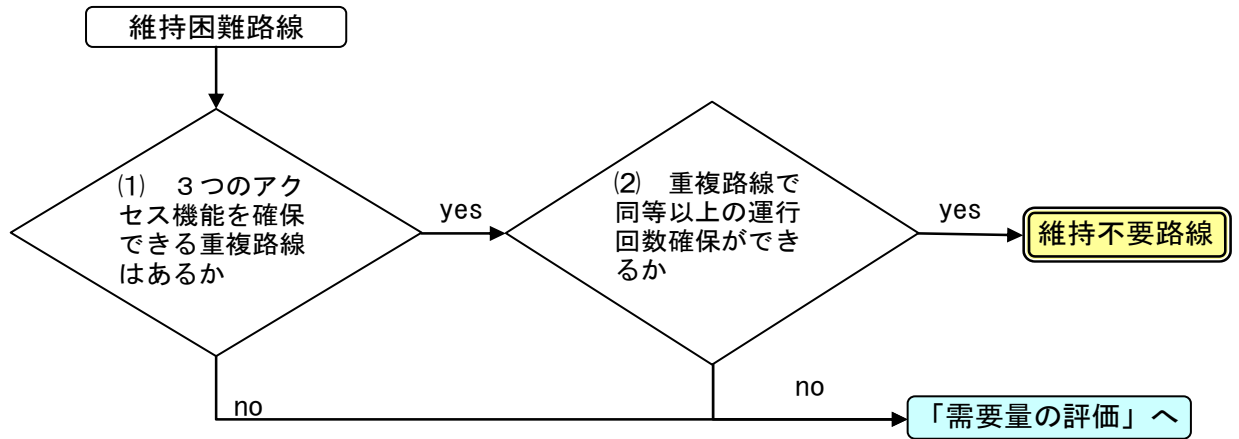 維持困難路線
⑴　３つのアク
セス機能を確保
できる重複路線
はあるか
yes
⑵　重複路線で
同等以上の運行
回数確保ができ
るか
yes
維持不要路線
no
no
「需要量の評価」へ